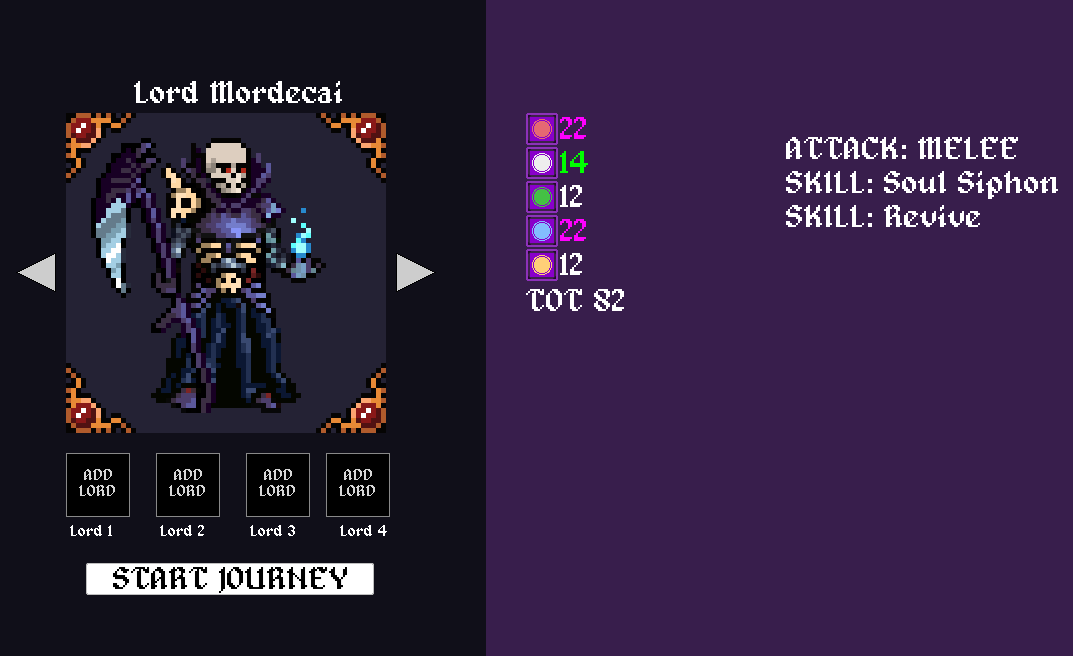 Lord Mordecai
22
14
12
22
12
TOT 82
ATTACK: MELEE
SKILL: Soul Siphon
SKILL: Revive
ADD LORD
Lord 1
ADD LORD
Lord 2
ADD LORD
Lord 3
ADD LORD
Lord 4
START JOURNEY